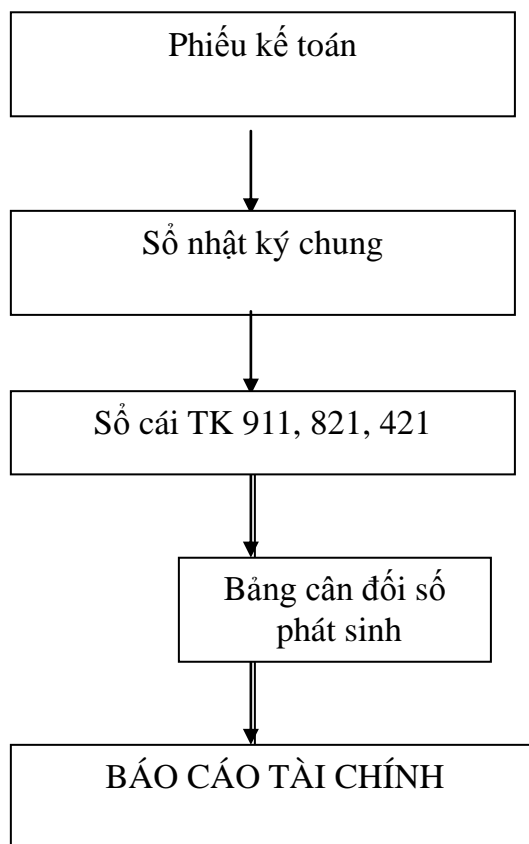 Phiếu kế toán
Sổ nhật ký chung
Sổ cái TK 911, 821, 421
Bảng cân đối số
phát sinh
BÁO CÁO TÀI CHÍNH